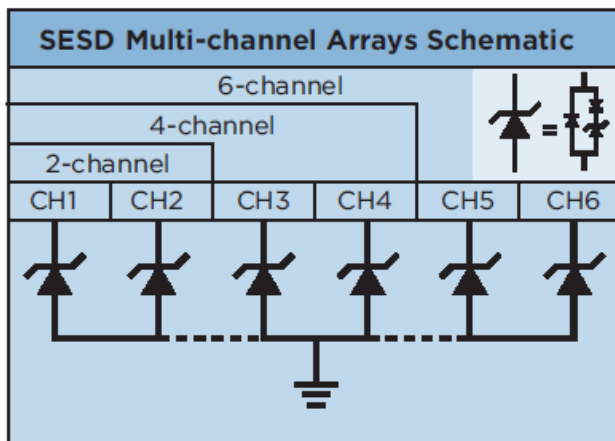 SESD Multi-channel Arrays Schematic
6-channel
4-channel
2-channel
CH1 CH2 CH3 CH4 CH5 CH6